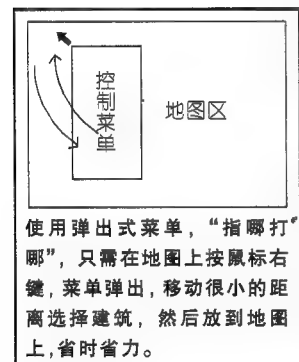 控
制
菜
单
地图区
使用弹出式菜单，“指哪打
哪”，只需在地图上按鼠标右
键，菜单弹出，移动很小的距
离选择建筑，然后放到地图
上，省时省力。